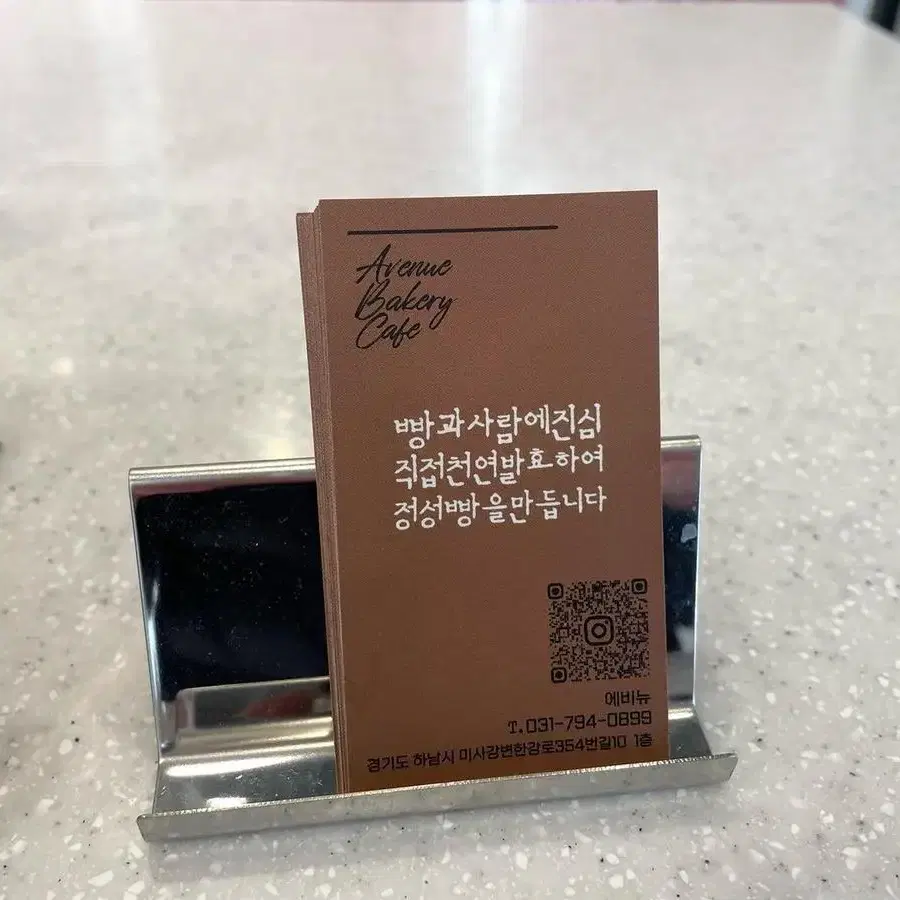 Avenue
Bakery
Cafe
빵과사람에진심
직접천연발효하여
정성빵을만듭니다
에비뉴
T.031-794-0899
경기도 하남시 미사강변한강로354번길10 1층